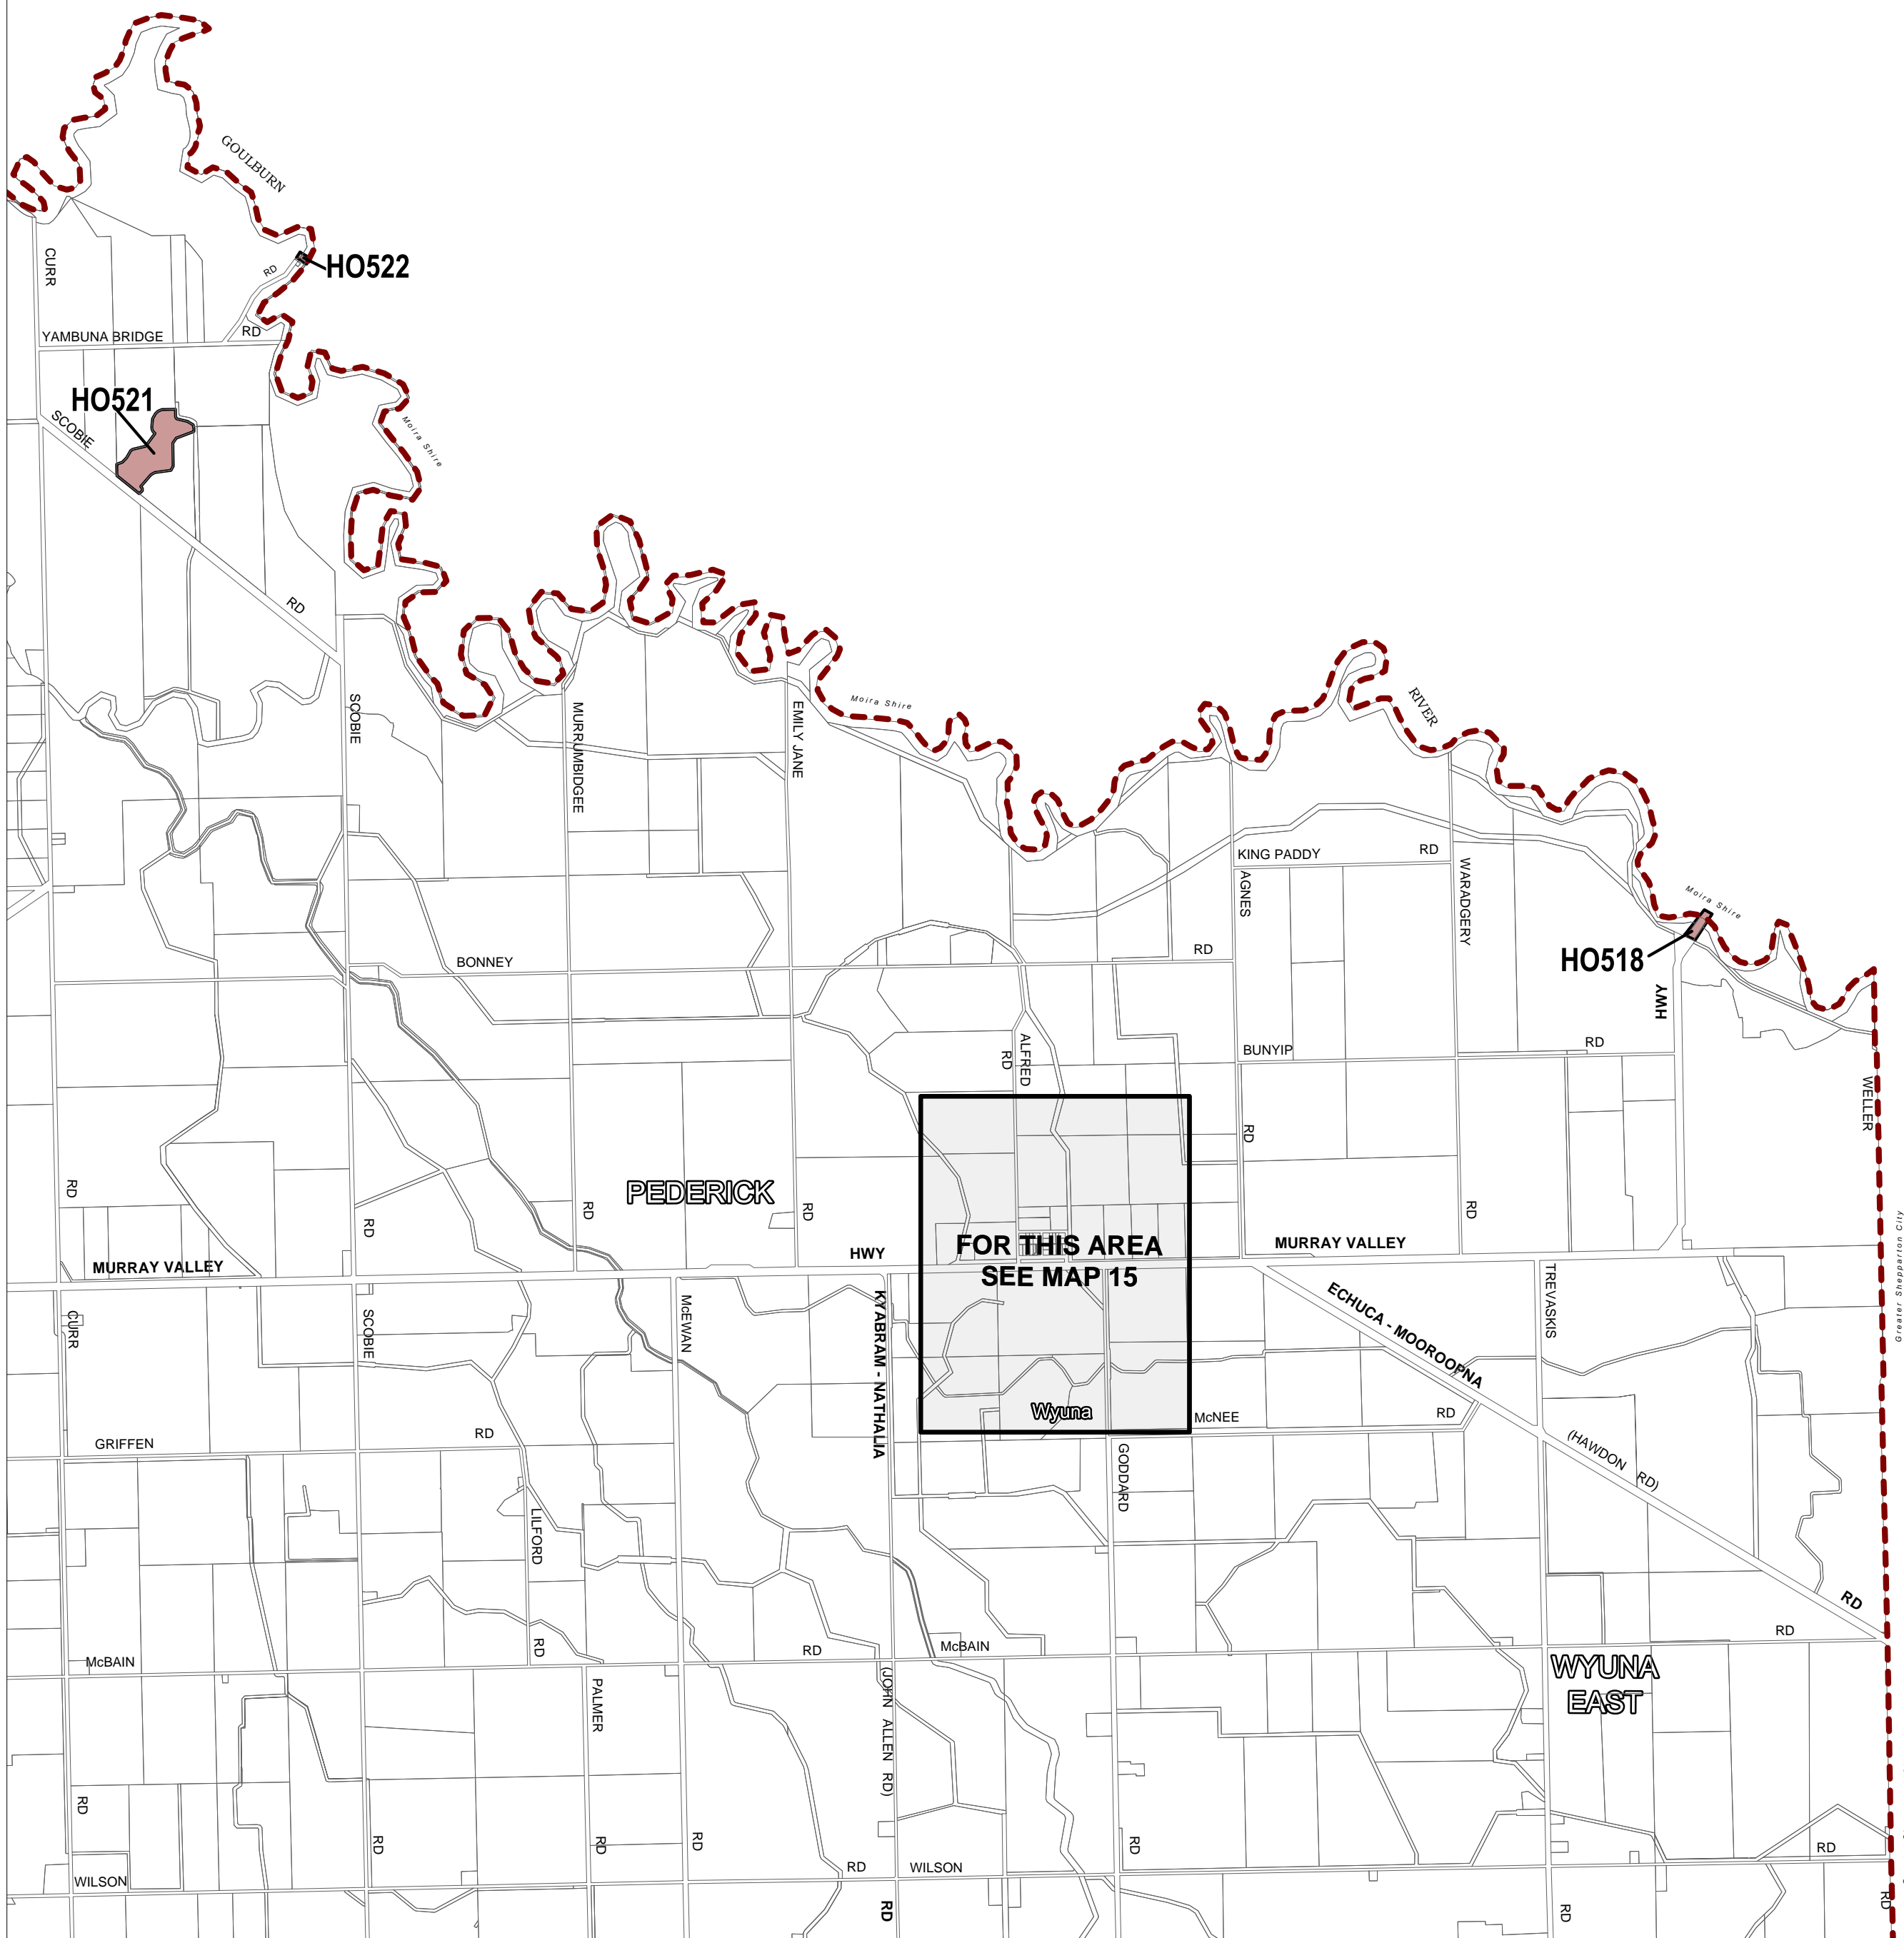 GOULBURN
CURR
HO522
RD
YAMBUNA BRIDGE
RD
HO521
SCOBIE
Moira Shire
RD
SCOBIE
MURRUMBIDGEE
EMILY JANE
Moira Shire
RIVER
KING PADDY
RD
AGNES
WARADGERY
Moira Shire
HO518
BONNEY
RD
HWY
ALFRED
RD
BUNYIP
RD
WELLER
RD
RD
RD
PEDERICK
RD
RD
RD
Greater Shepparton City
MURRAY VALLEY
HWY
FOR THIS AREA
SEE MAP 15
MURRAY VALLEY
CURR
SCOBIE
McEWAN
KYABRAM - NATHALIA
ECHUCA - MOOROOPNA
TREVASKIS
Wyuna
McNEE
RD
GRIFFEN
RD
GODDARD
(HAWDON RD)
LILFORD
RD
RD
McBAIN
RD
RD
McBAIN
(JOHN ALLEN RD)
PALMER
WYUNA
EAST
RD
RD
RD
RD
RD
RD
WILSON
RD
WILSON
RD
RD
RD